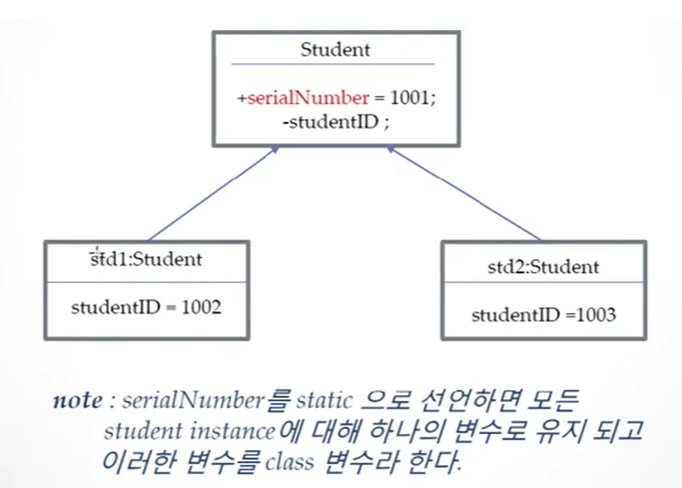 Student
+serialNumber = 1001;
-studentID ;
std1:Student
studentID = 1002
std2:Student
studentID =1003
note : serialNumber를 static 으로 선언하면 모든
student instance에 대해 하나의 변수로 유지 되고
이러한 변수를 class 변수라 한다.